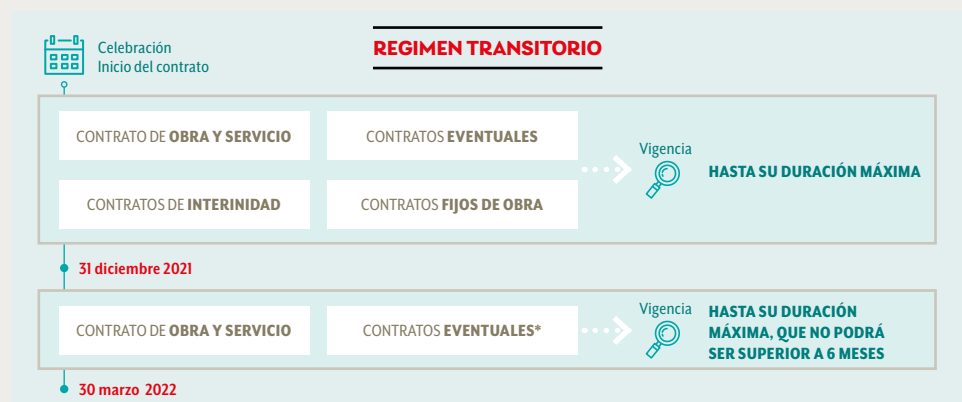 REGIMEN TRANSITORIO
Celebración
Inicio del contrato
CONTRATO DE OBRA Y SERVICIO
CONTRATOS EVENTUALES
CONTRATOS DE INTERINIDAD
CONTRATOS FIJOS DE OBRA
Vigencia
HASTA SU DURACIÓN MÁXIMA
31 diciembre 2021
CONTRATO DE OBRA Y SERVICIO
CONTRATOS EVENTUALES*
Vigencia
HASTA SU DURACIÓN
MÁXIMA, QUE NO PODRÁ
SER SUPERIOR A 6 MESES
30 marzo 2022